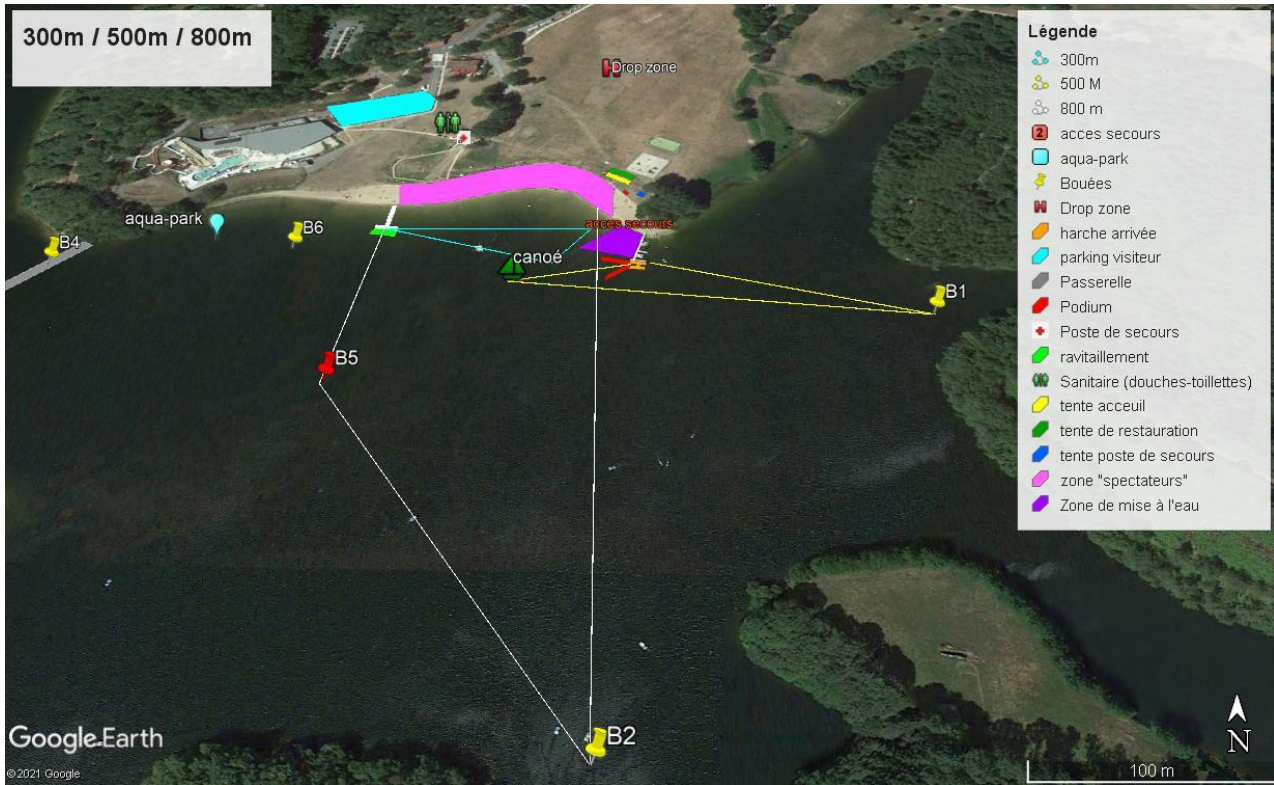 300m / 500m / 800m
Légende
300m
500 M
800 m
2 acces secours
aqua-park
Bouées
H Drop zone
harche arrivée
parking visiteur
Passerelle
Podium
Poste de secours
ravitaillement
Sanitaire (douches-toillettes)
tente acceuil
tente de restauration
tente poste de secours
zone "spectateurs"
Zone de mise à l'eau
H Drop zone
aqua-park
B6
B4
acces secours
canoé
B1
B5
B2
Google Earth
©2021 Google
N
100 m